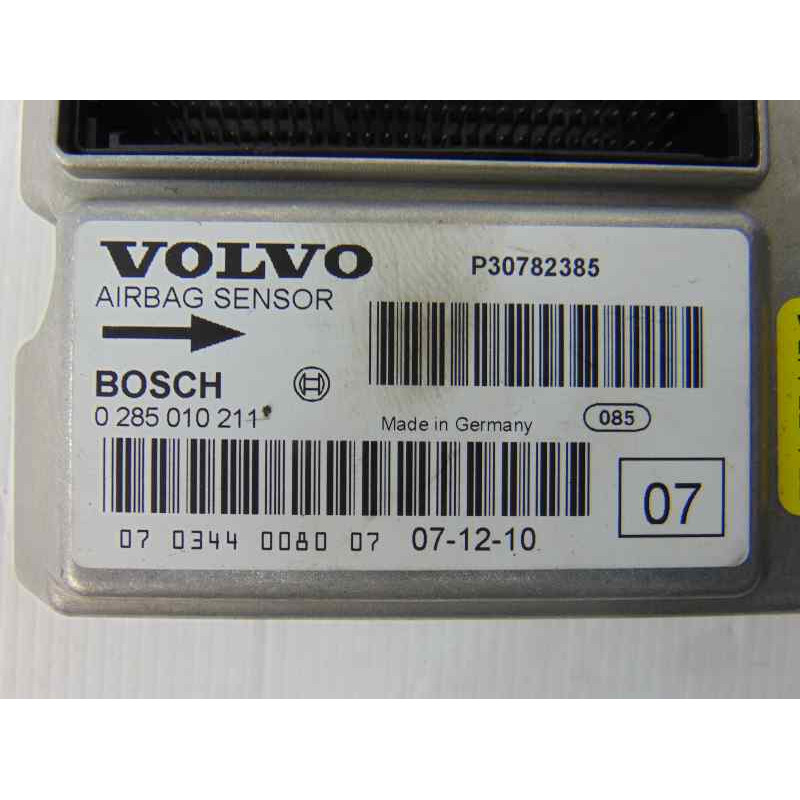 VOLVO
P30782385
AIRBAG SENSOR
BOSCH
0 285 010 211
Made in Germany
085
07
07 0344 0080 07 07-12-10